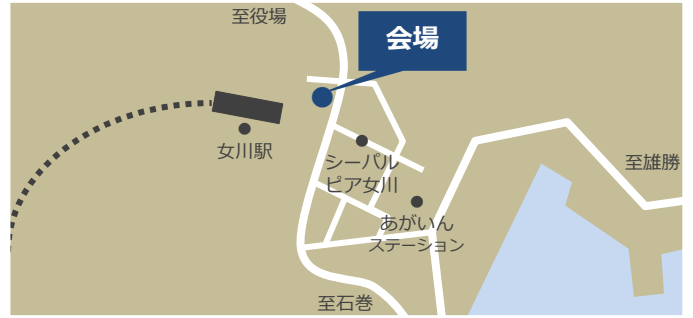 至役場
会場
女川駅
シーパル
ピア女川
至雄勝
あがいん
ステーション
至石巻